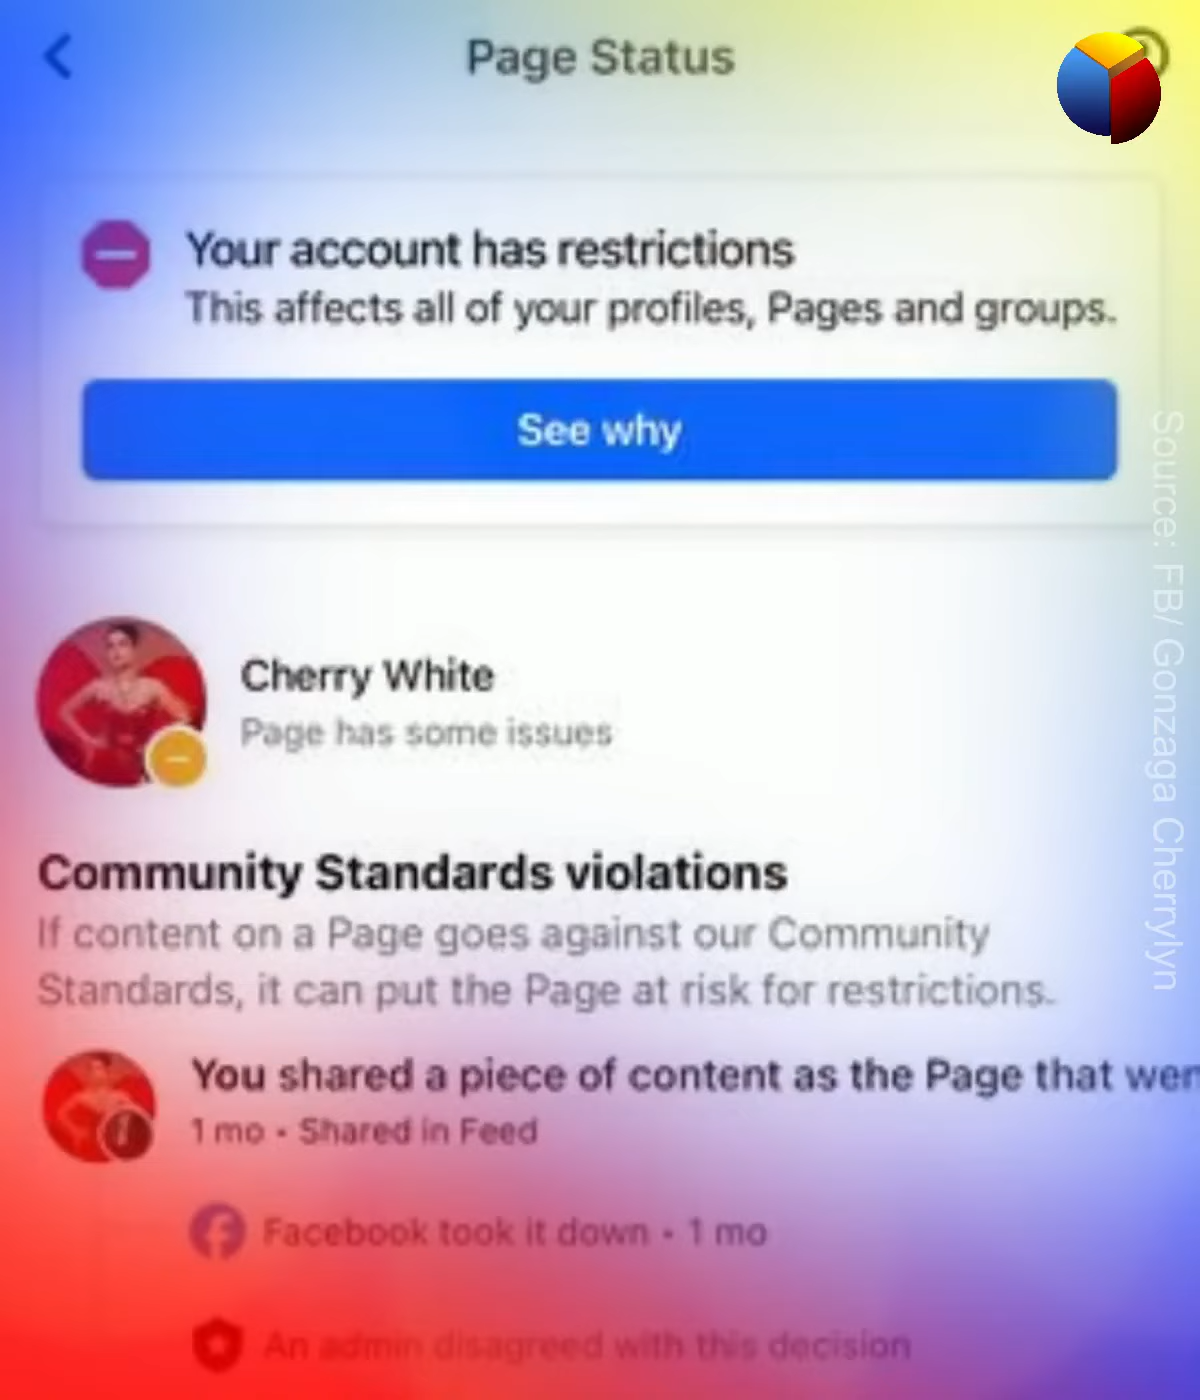 Page Status
Your account has restrictions
This affects all of your profiles, Pages and groups.
See why
Cherry White
Page has some issues
Community Standards violations
If content on a Page goes against our Community
Standards, it can put the Page at risk for restrictions.
You shared a piece of content as the Page that wer
1 mo • Shared in Feed
Facebook took it down • 1 mo
An admin disagreed with this decision
Source: FB/ Gonzaga Cherrylyn